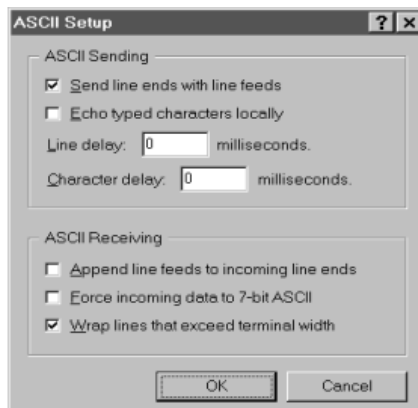 ASCII Setup
ASCII Sending
Send line ends with line feeds
Echo typed characters locally
Line delay: 0 milliseconds.
Character delay: 0 milliseconds.
ASCII Receiving
Append line feeds to incoming line ends
Force incoming data to 7-bit ASCII
Wrap lines that exceed terminal width
OK Cancel